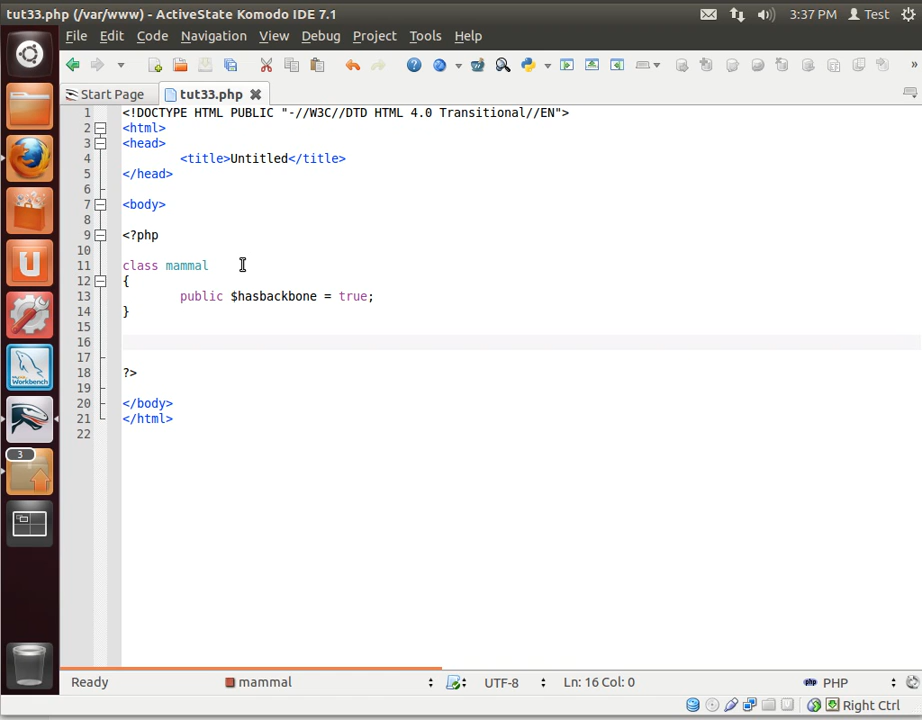 tut33.php (/var/www) - ActiveState Komodo IDE 7.1
3:37 PM Test
File Edit Code Navigation View Debug Project Tools Help
Start Page tut33.php
1 <!DOCTYPE HTML PUBLIC "-//W3C//DTD HTML 4.0 Transitional//EN">
2 <html>
3 <head>
4 <title>Untitled</title>
5 </head>
6
7 <body>
8
9 <?php
10
11 class mammal
12 {
13 public $hasbackbone = true;
14 }
15
16
17
18 ?>
19
20 </body>
21 </html>
22
U
Workbench
3
Ready mammal UTF-8 Ln: 16 Col: 0 php PHP
Right Ctrl